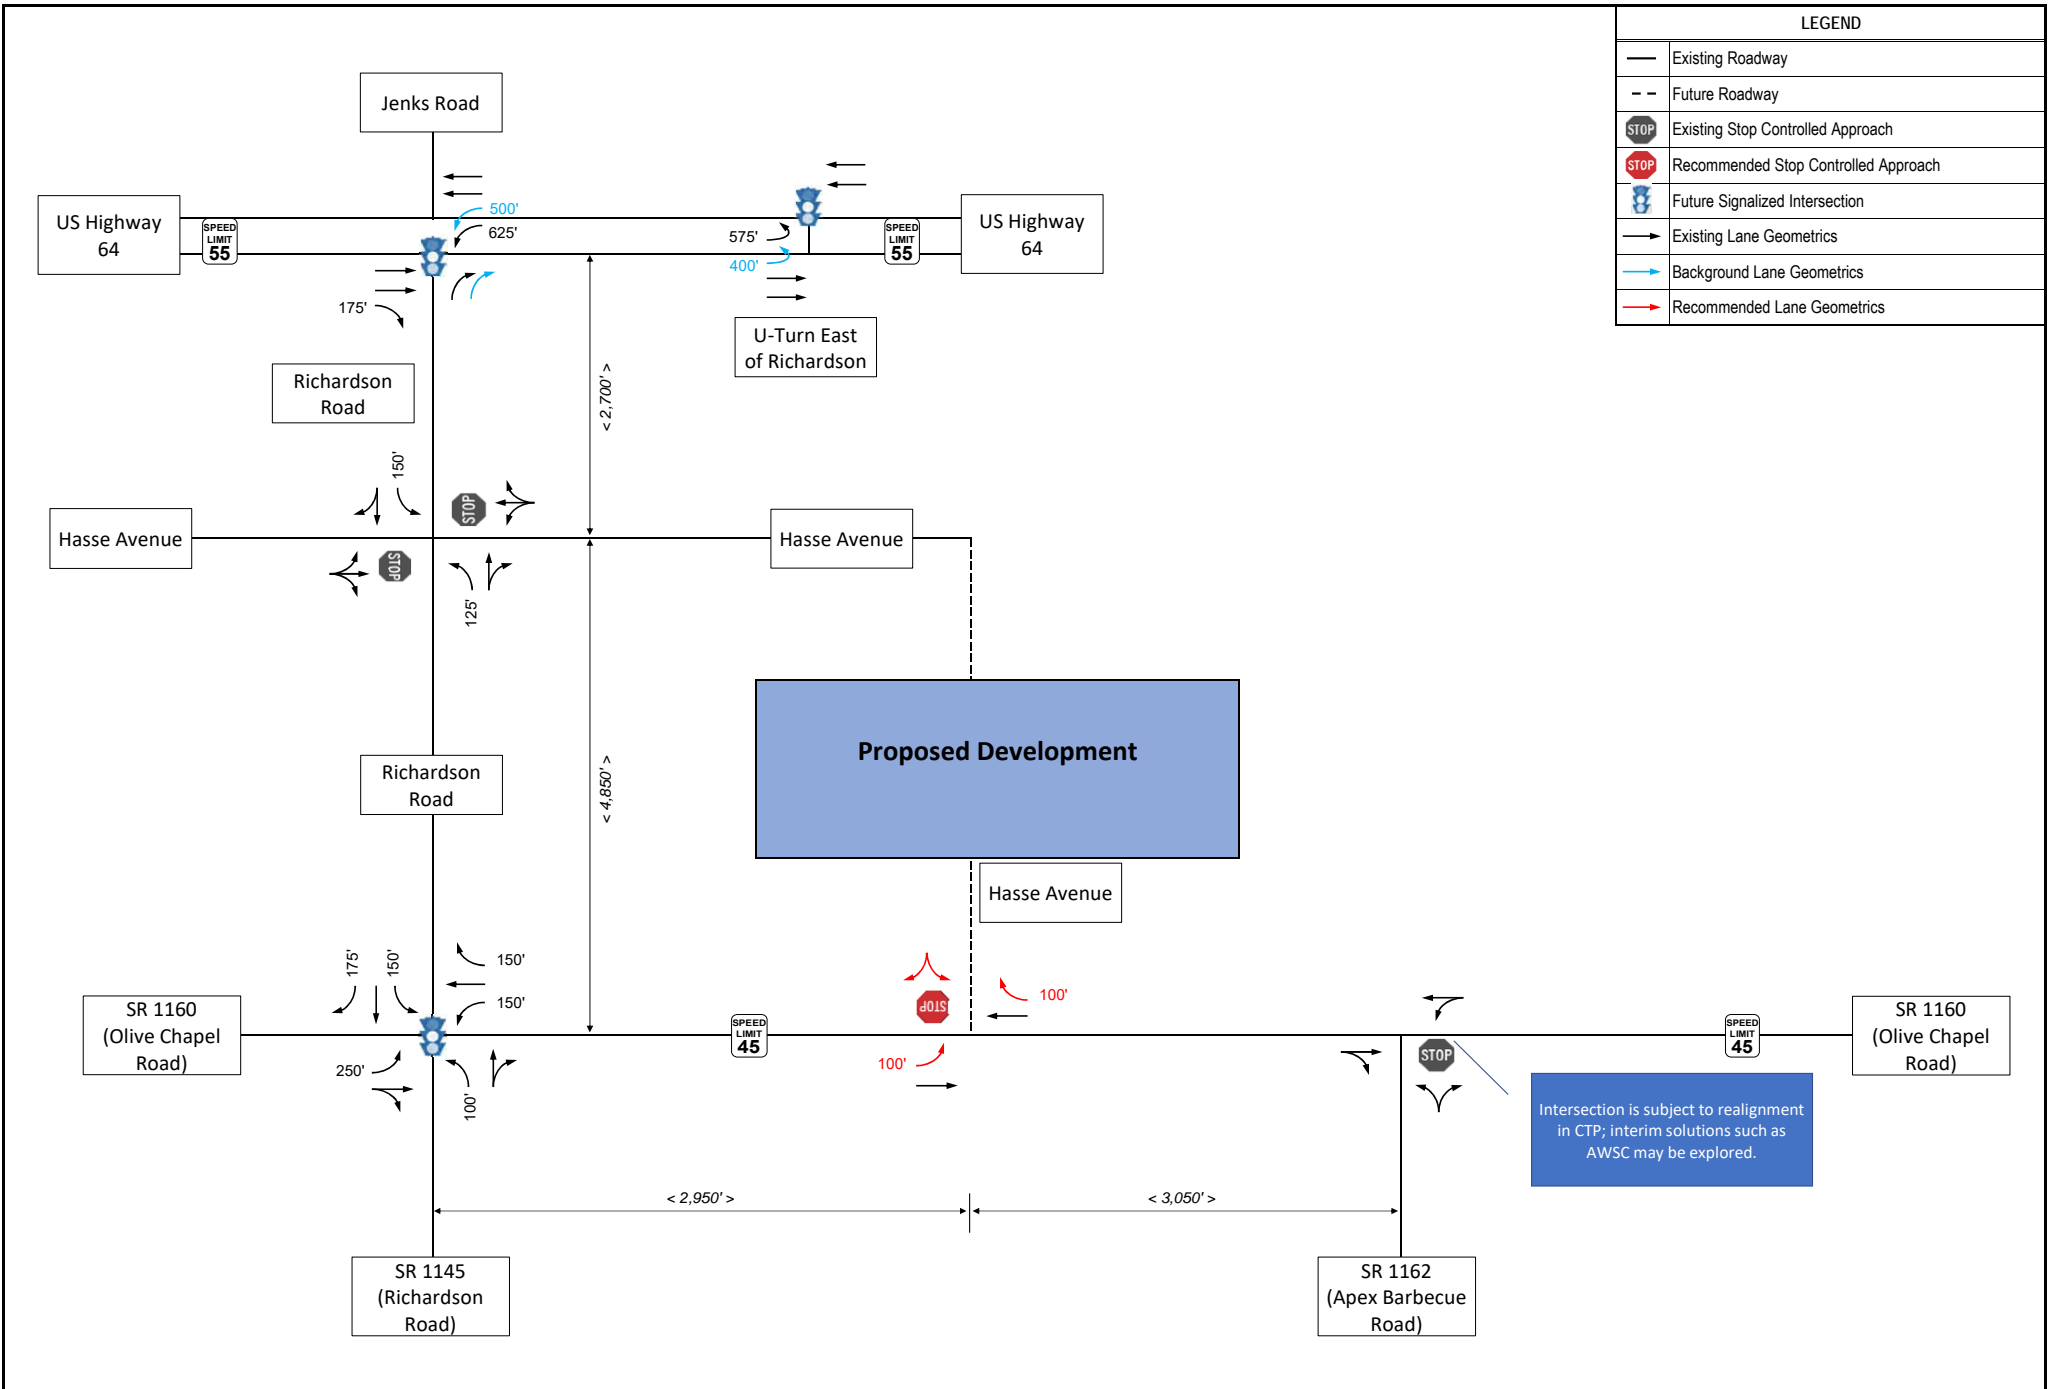 LEGEND
Existing Roadway
Future Roadway
STOP Existing Stop Controlled Approach
STOP Recommended Stop Controlled Approach
Future Signalized Intersection
Existing Lane Geometrics
Background Lane Geometrics
Recommended Lane Geometrics
Jenks Road
US Highway
64
SPEED
LIMIT
55
500'
625'
575'
400'
SPEED
LIMIT
55
US Highway
64
175'
U-Turn East
of Richardson
Richardson
Road
< 2,700' >
150'
STOP
Hasse Avenue
Hasse Avenue
STOP
125'
Proposed Development
Richardson
Road
< 4,850' >
Hasse Avenue
175'
150'
150'
150'
SR 1160
(Olive Chapel
Road)
250'
100'
SPEED
LIMIT
45
STOP
100'
100'
STOP
SPEED
LIMIT
45
SR 1160
(Olive Chapel
Road)
Intersection is subject to realignment
in CTP; interim solutions such as
AWSC may be explored.
< 2,950' >
< 3,050' >
SR 1145
(Richardson
Road)
SR 1162
(Apex Barbecue
Road)